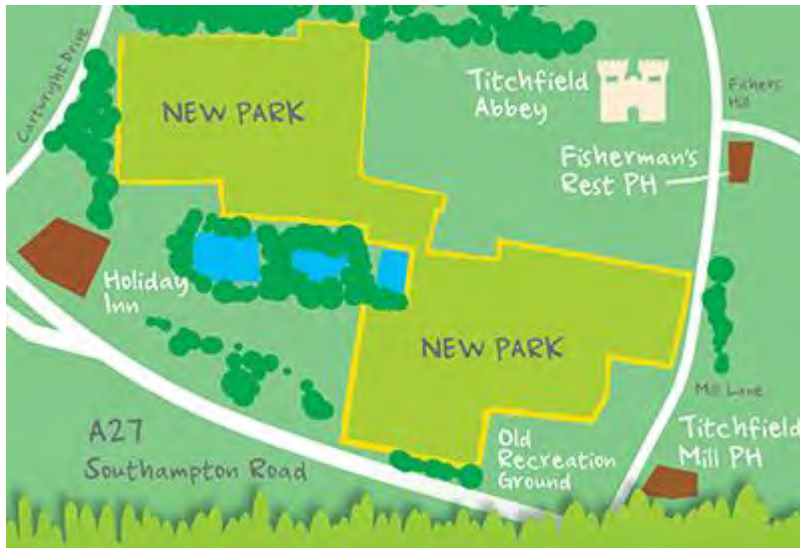 Cartwright Drive
NEW PARK
Titchfield
Abbey
Fishers
Hill
Fisherman's
Rest PH
Holiday
Inn
NEW PARK
Mill Lane
A27
Southampton Road
Old
Recreation
Ground
Titchfield
Mill PH